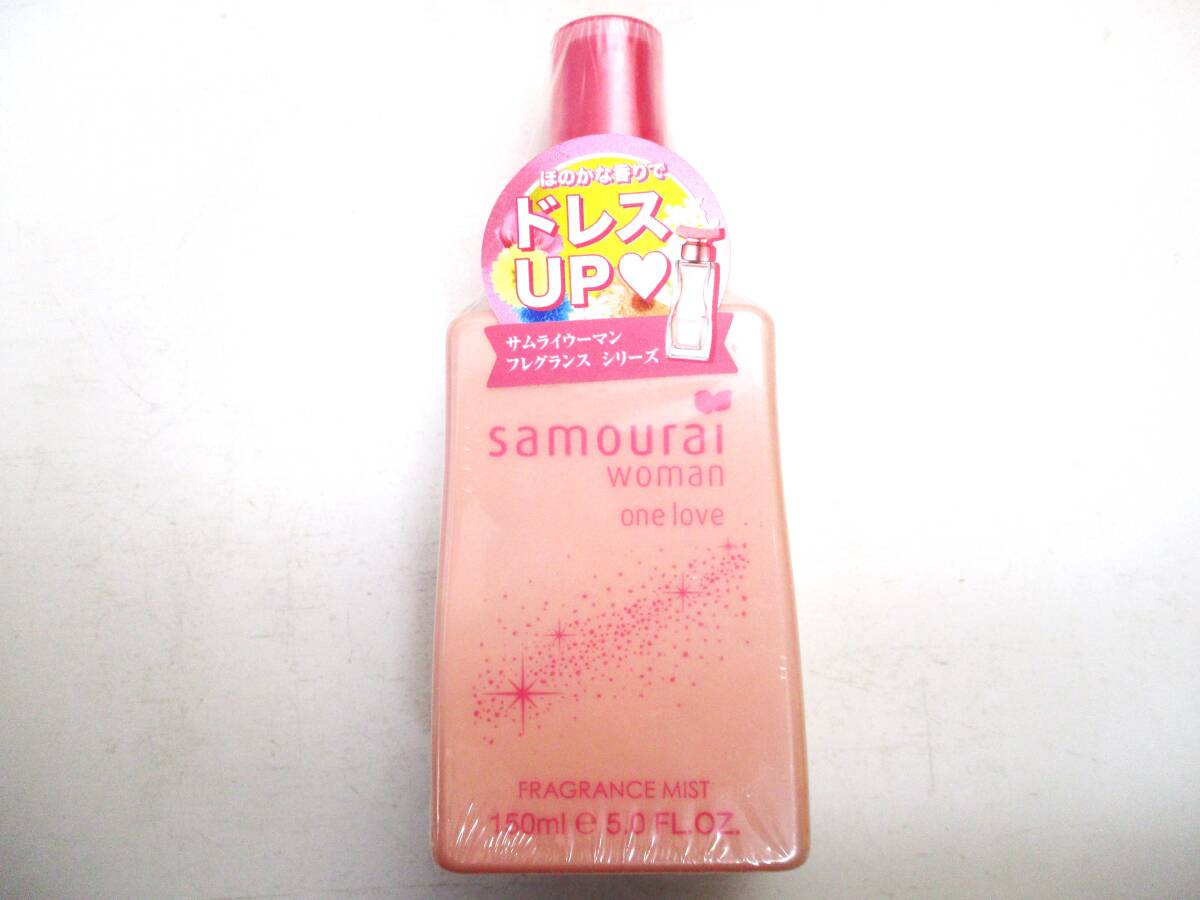 ほのかな香りで
ドレス
UP♥
サムライウーマン
フレグランス シリーズ
samourai
woman
one love
FRAGRANCE MIST
150ml ℮ 5.0 FL.OZ.